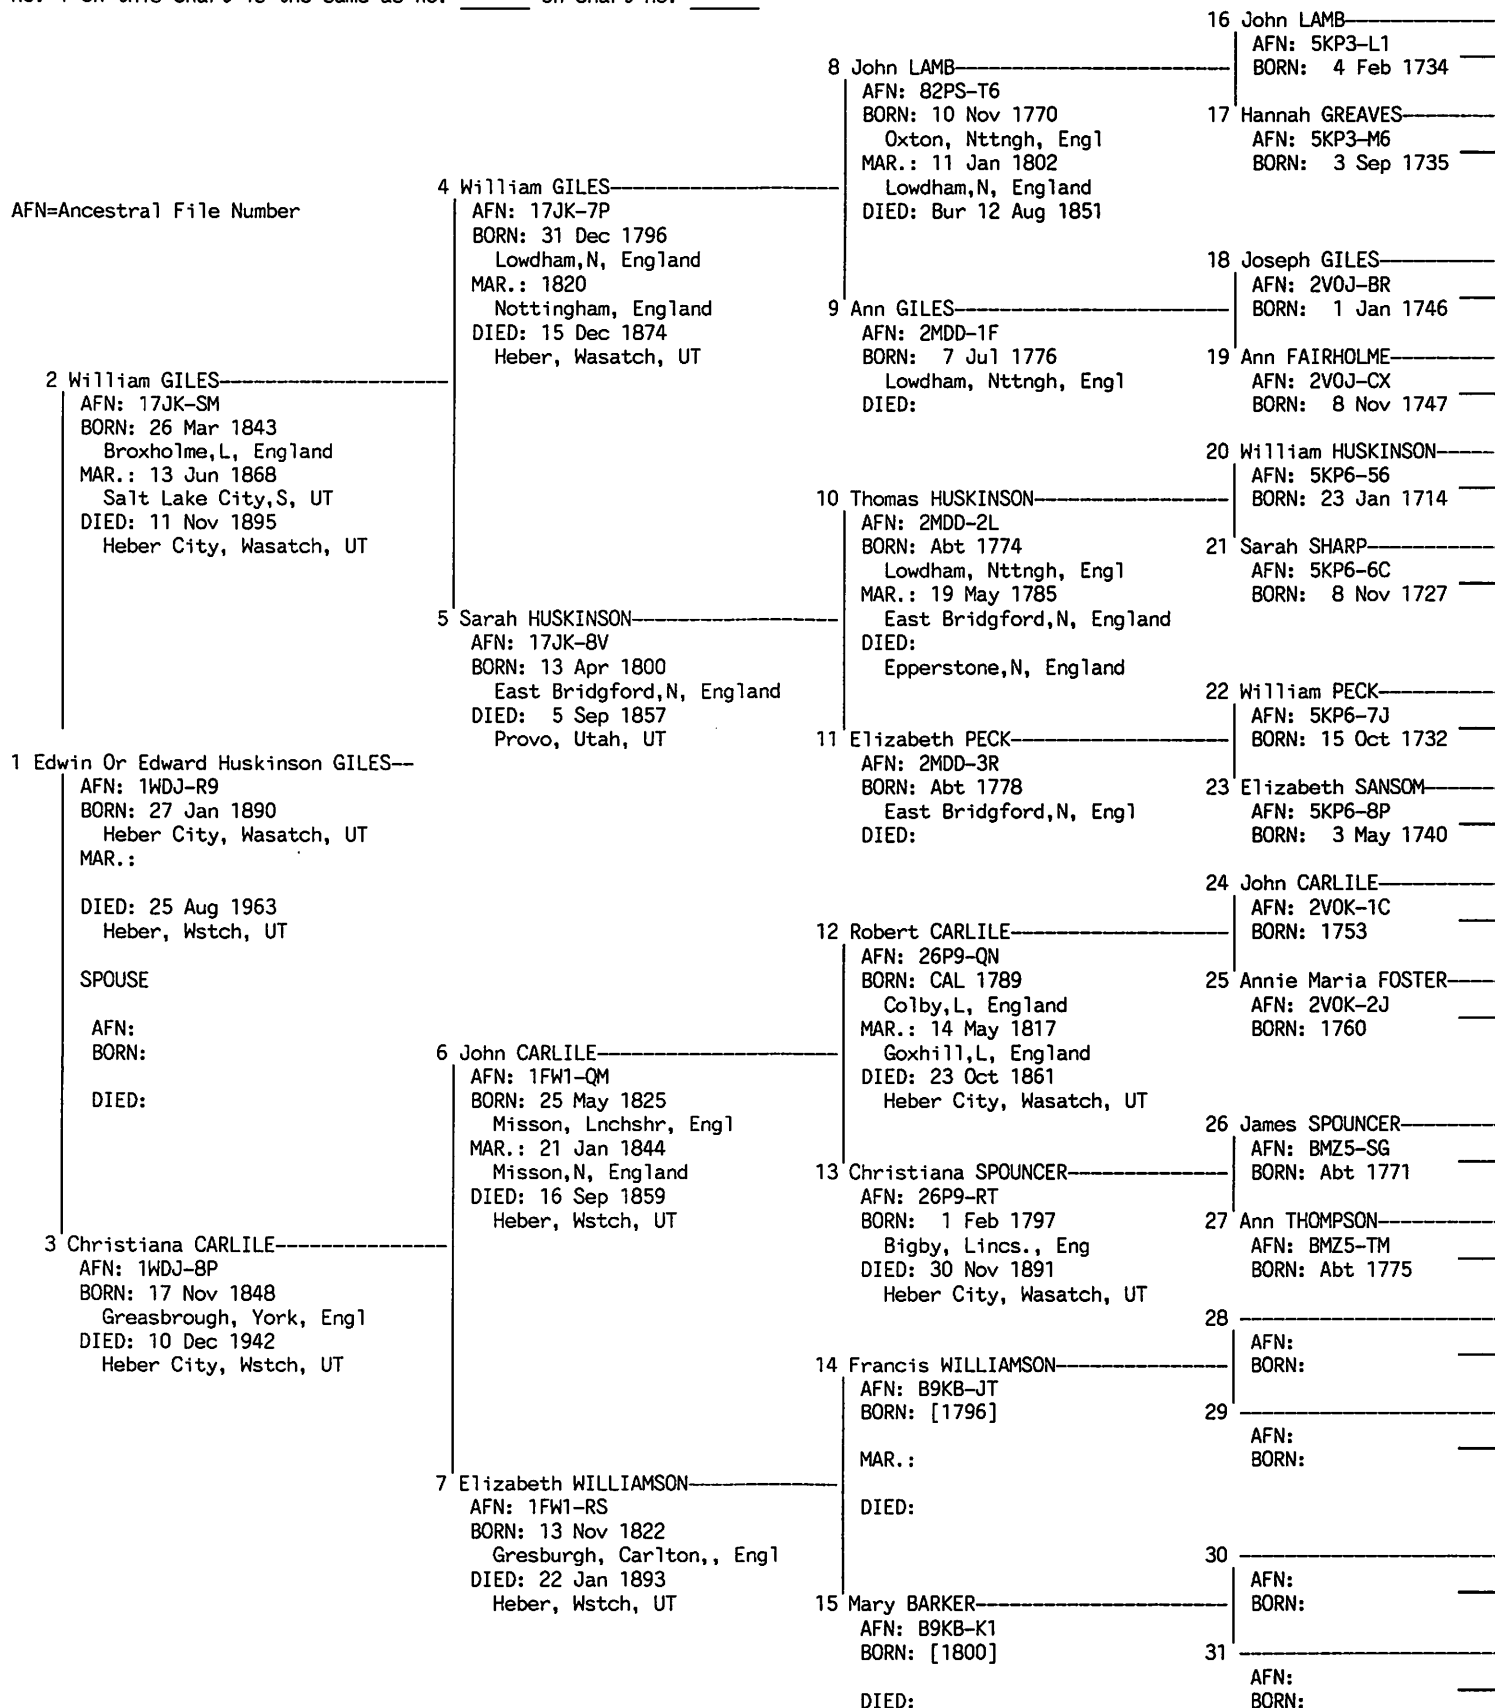 No. 1 on this chart is the same as no. ______ on chart no. ______
AFN=Ancestral File Number
1 Edwin Or Edward Huskinson GILES
AFN: 1WDJ-R9
BORN: 27 Jan 1890
Heber City, Wasatch, UT
MAR.:
DIED: 25 Aug 1963
Heber, Wstch, UT
SPOUSE
AFN:
BORN:
DIED:
2 William GILES
AFN: 17JK-SM
BORN: 26 Mar 1843
Broxholme,L, England
MAR.: 13 Jun 1868
Salt Lake City,S, UT
DIED: 11 Nov 1895
Heber City, Wasatch, UT
3 Christiana CARLILE
AFN: 1WDJ-8P
BORN: 17 Nov 1848
Greasbrough, York, Engl
DIED: 10 Dec 1942
Heber City, Wstch, UT
4 William GILES
AFN: 17JK-7P
BORN: 31 Dec 1796
Lowdham,N, England
MAR.: 1820
Nottingham, England
DIED: 15 Dec 1874
Heber, Wasatch, UT
5 Sarah HUSKINSON
AFN: 17JK-8V
BORN: 13 Apr 1800
East Bridgford,N, England
DIED: 5 Sep 1857
Provo, Utah, UT
6 John CARLILE
AFN: 1FW1-QM
BORN: 25 May 1825
Misson, Lnchshr, Engl
MAR.: 21 Jan 1844
Misson,N, England
DIED: 16 Sep 1859
Heber, Wstch, UT
7 Elizabeth WILLIAMSON
AFN: 1FW1-RS
BORN: 13 Nov 1822
Gresburgh, Carlton,, Engl
DIED: 22 Jan 1893
Heber, Wstch, UT
8 John LAMB
AFN: 82PS-T6
BORN: 10 Nov 1770
Oxton, Nttngh, Engl
MAR.: 11 Jan 1802
Lowdham,N, England
DIED: Bur 12 Aug 1851
9 Ann GILES
AFN: 2MDD-1F
BORN: 7 Jul 1776
Lowdham, Nttngh, Engl
DIED:
10 Thomas HUSKINSON
AFN: 2MDD-2L
BORN: Abt 1774
Lowdham, Nttngh, Engl
MAR.: 19 May 1785
East Bridgford,N, England
DIED:
Epperstone,N, England
11 Elizabeth PECK
AFN: 2MDD-3R
BORN: Abt 1778
East Bridgford,N, Engl
DIED:
12 Robert CARLILE
AFN: 26P9-QN
BORN: CAL 1789
Colby,L, England
MAR.: 14 May 1817
Goxhill,L, England
DIED: 23 Oct 1861
Heber City, Wasatch, UT
13 Christiana SPOUNCER
AFN: 26P9-RT
BORN: 1 Feb 1797
Bigby, Lincs., Eng
DIED: 30 Nov 1891
Heber City, Wasatch, UT
14 Francis WILLIAMSON
AFN: B9KB-JT
BORN: [1796]
MAR.:
DIED:
15 Mary BARKER
AFN: B9KB-K1
BORN: [1800]
DIED:
16 John LAMB
AFN: 5KP3-L1
BORN: 4 Feb 1734
17 Hannah GREAVES
AFN: 5KP3-M6
BORN: 3 Sep 1735
18 Joseph GILES
AFN: 2V0J-BR
BORN: 1 Jan 1746
19 Ann FAIRHOLME
AFN: 2V0J-CX
BORN: 8 Nov 1747
20 William HUSKINSON
AFN: 5KP6-56
BORN: 23 Jan 1714
21 Sarah SHARP
AFN: 5KP6-6C
BORN: 8 Nov 1727
22 William PECK
AFN: 5KP6-7J
BORN: 15 Oct 1732
23 Elizabeth SANSOM
AFN: 5KP6-8P
BORN: 3 May 1740
24 John CARLILE
AFN: 2V0K-1C
BORN: 1753
25 Annie Maria FOSTER
AFN: 2V0K-2J
BORN: 1760
26 James SPOUNCER
AFN: BMZ5-SG
BORN: Abt 1771
27 Ann THOMPSON
AFN: BMZ5-TM
BORN: Abt 1775
28
AFN:
BORN:
29
AFN:
BORN:
30
AFN:
BORN:
31
AFN:
BORN: